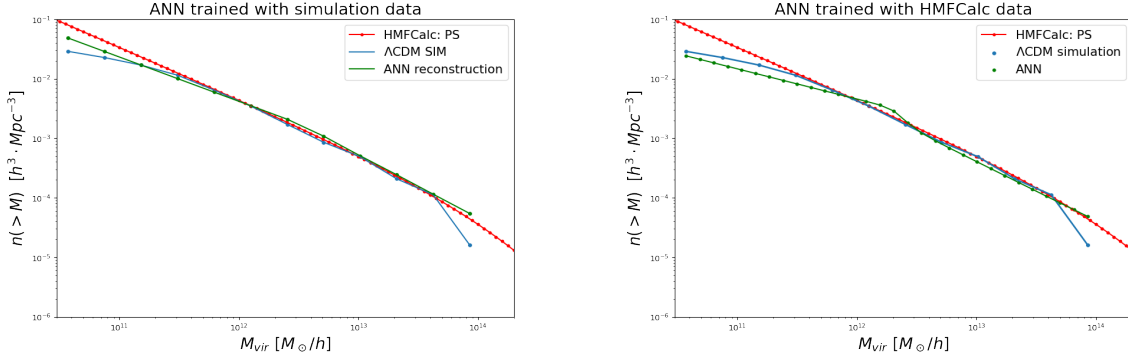 ANN trained with simulation data
HMFCalc: PS
ΛCDM SIM
ANN reconstruction
10⁻¹
10⁻²
10⁻³
10⁻⁴
10⁻⁵
10⁻⁶
n(> M) [h³ · Mpc⁻³]
10¹¹ 10¹² 10¹³ 10¹⁴
M_vir [M_⊙/h]
ANN trained with HMFCalc data
HMFCalc: PS
ΛCDM simulation
ANN
10⁻¹
10⁻²
10⁻³
10⁻⁴
10⁻⁵
10⁻⁶
n(> M) [h³ · Mpc⁻³]
10¹¹ 10¹² 10¹³ 10¹⁴
M_vir [M_⊙/h]